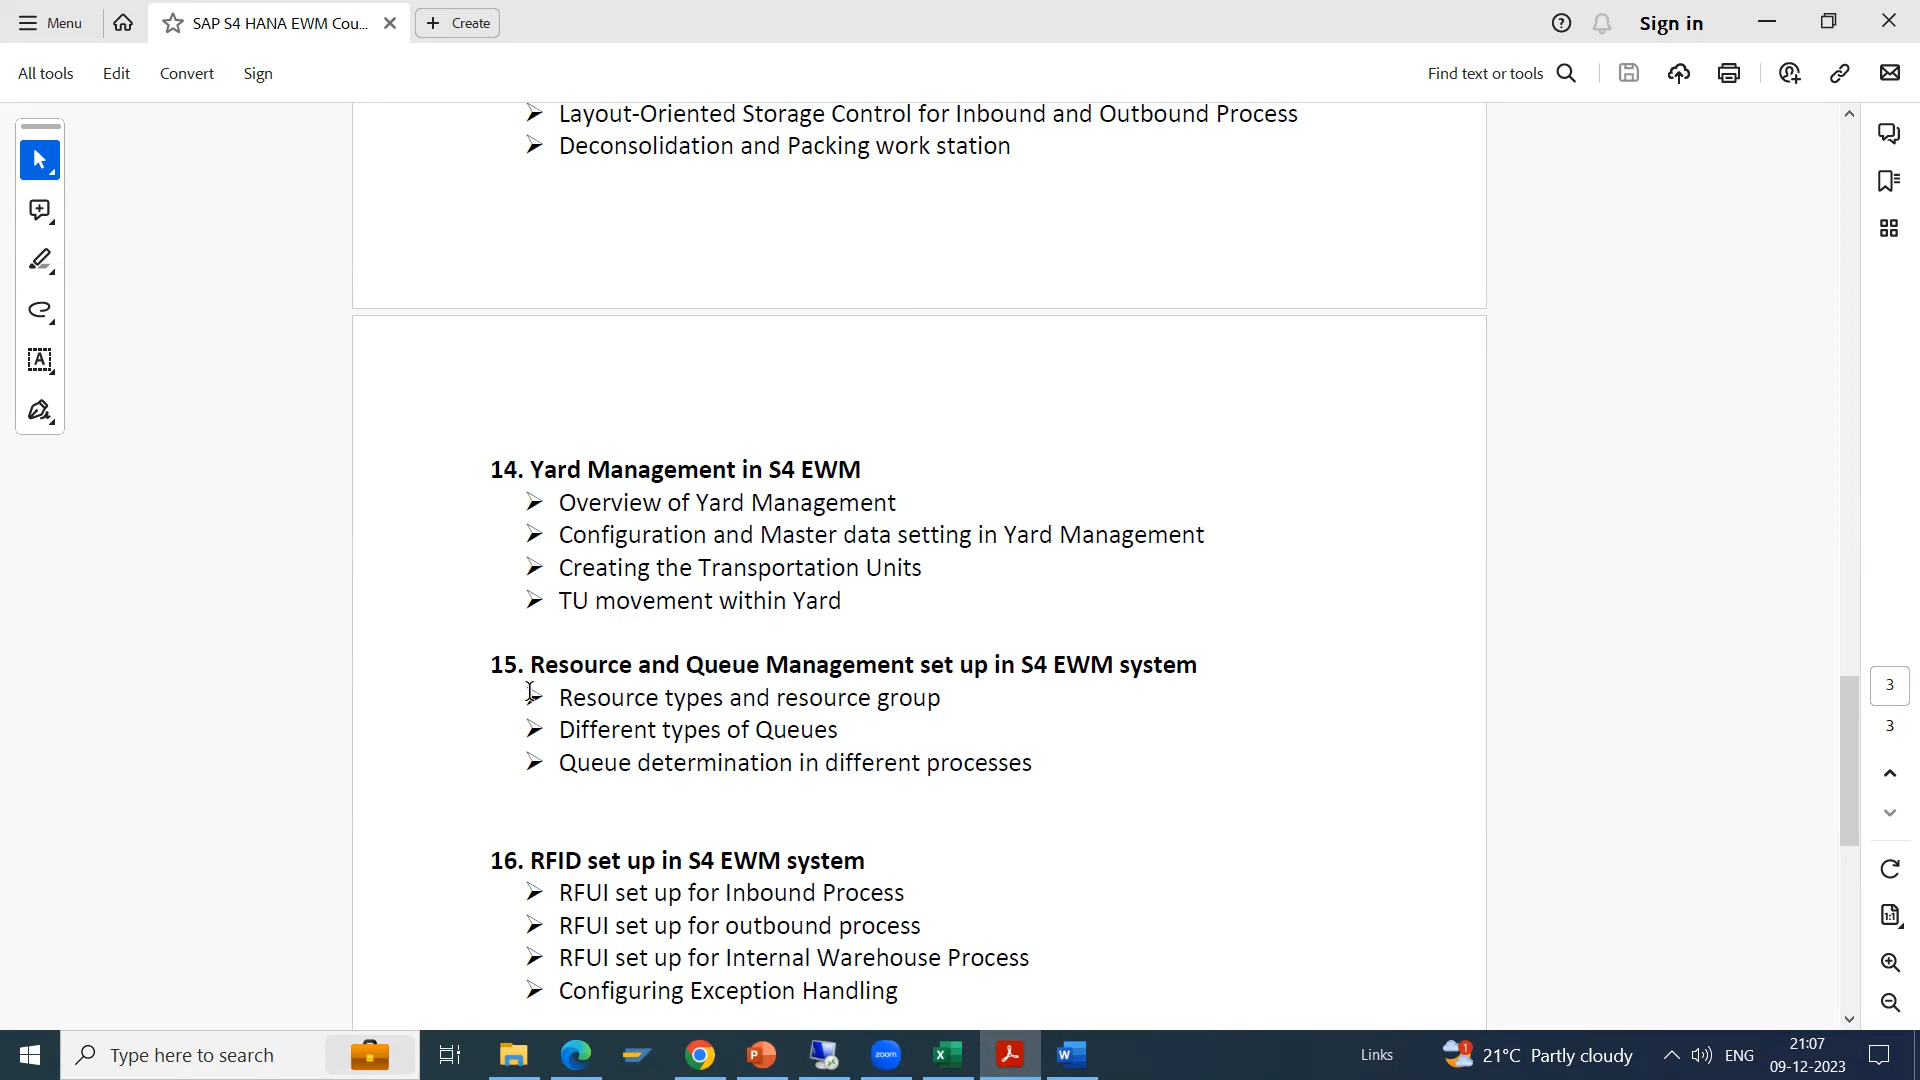 Menu
SAP S4 HANA EWM Cou...
Create
Sign in
All tools
Edit
Convert
Sign
Find text or tools
Layout-Oriented Storage Control for Inbound and Outbound Process
Deconsolidation and Packing work station
14. Yard Management in S4 EWM
Overview of Yard Management
Configuration and Master data setting in Yard Management
Creating the Transportation Units
TU movement within Yard
15. Resource and Queue Management set up in S4 EWM system
Resource types and resource group
Different types of Queues
Queue determination in different processes
16. RFID set up in S4 EWM system
RFUI set up for Inbound Process
RFUI set up for outbound process
RFUI set up for Internal Warehouse Process
Configuring Exception Handling
3
3
Type here to search
zoom
Links
21°C Partly cloudy
ENG
21:07
09-12-2023